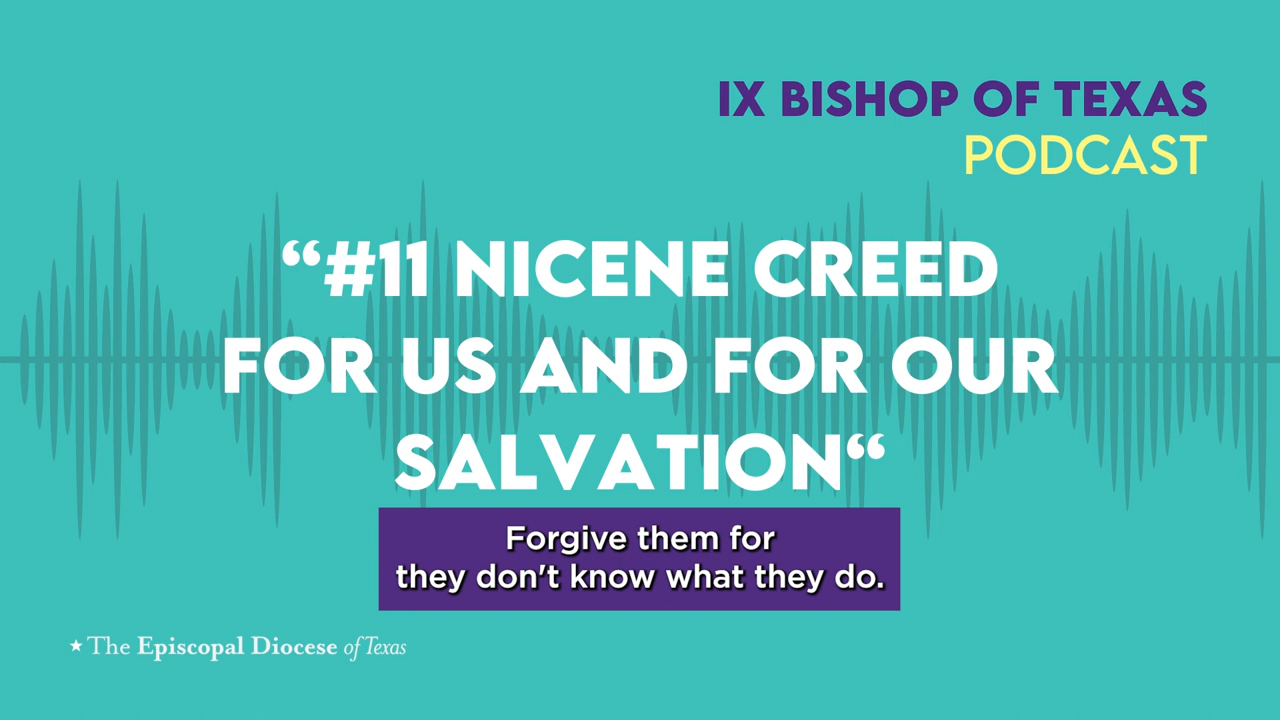 IX BISHOP OF TEXAS
PODCAST
“#11 NICENE CREED
FOR US AND FOR OUR
SALVATION“
Forgive them for
they don't know what they do.
The Episcopal Diocese of Texas